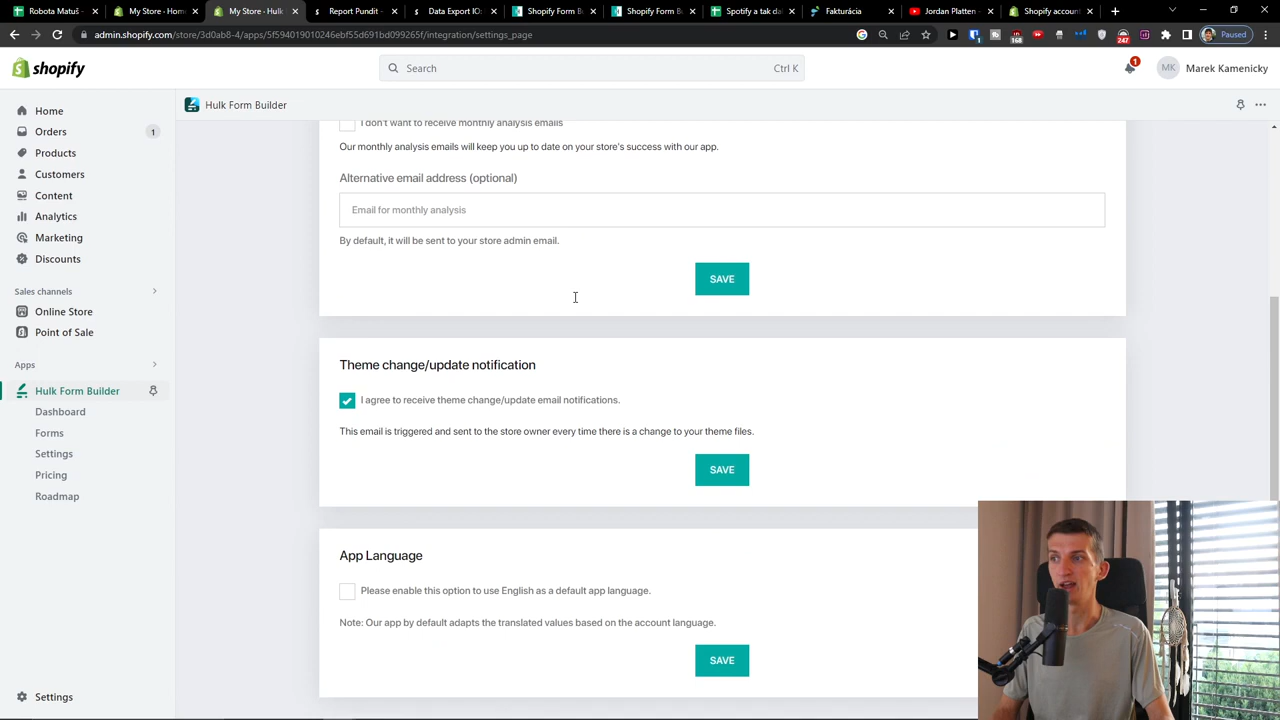 Robota Matuš -
My Store · Home
My Store · Hulk
Report Pundit -
Data Export IO:
Shopify Form Bu
Shopify Form Bu
Spotify a tak da
Fakturácia
Jordan Platten -
Shopify account
admin.shopify.com/store/3d0ab8-4/apps/5f594019010246ebf55d691bd099265f/integration/settings_page
1
168
247
Paused
shopify
Search
Ctrl K
1
MK
Marek Kamenicky
Home
Orders
1
Products
Customers
Content
Analytics
Marketing
Discounts
Sales channels
Online Store
Point of Sale
Apps
Hulk Form Builder
Dashboard
Forms
Settings
Pricing
Roadmap
Settings
Hulk Form Builder
I don't want to receive monthly analysis emails
Our monthly analysis emails will keep you up to date on your store's success with our app.
Alternative email address (optional)
Email for monthly analysis
By default, it will be sent to your store admin email.
SAVE
Theme change/update notification
I agree to receive theme change/update email notifications.
This email is triggered and sent to the store owner every time there is a change to your theme files.
SAVE
App Language
Please enable this option to use English as a default app language.
Note: Our app by default adapts the translated values based on the account language.
SAVE